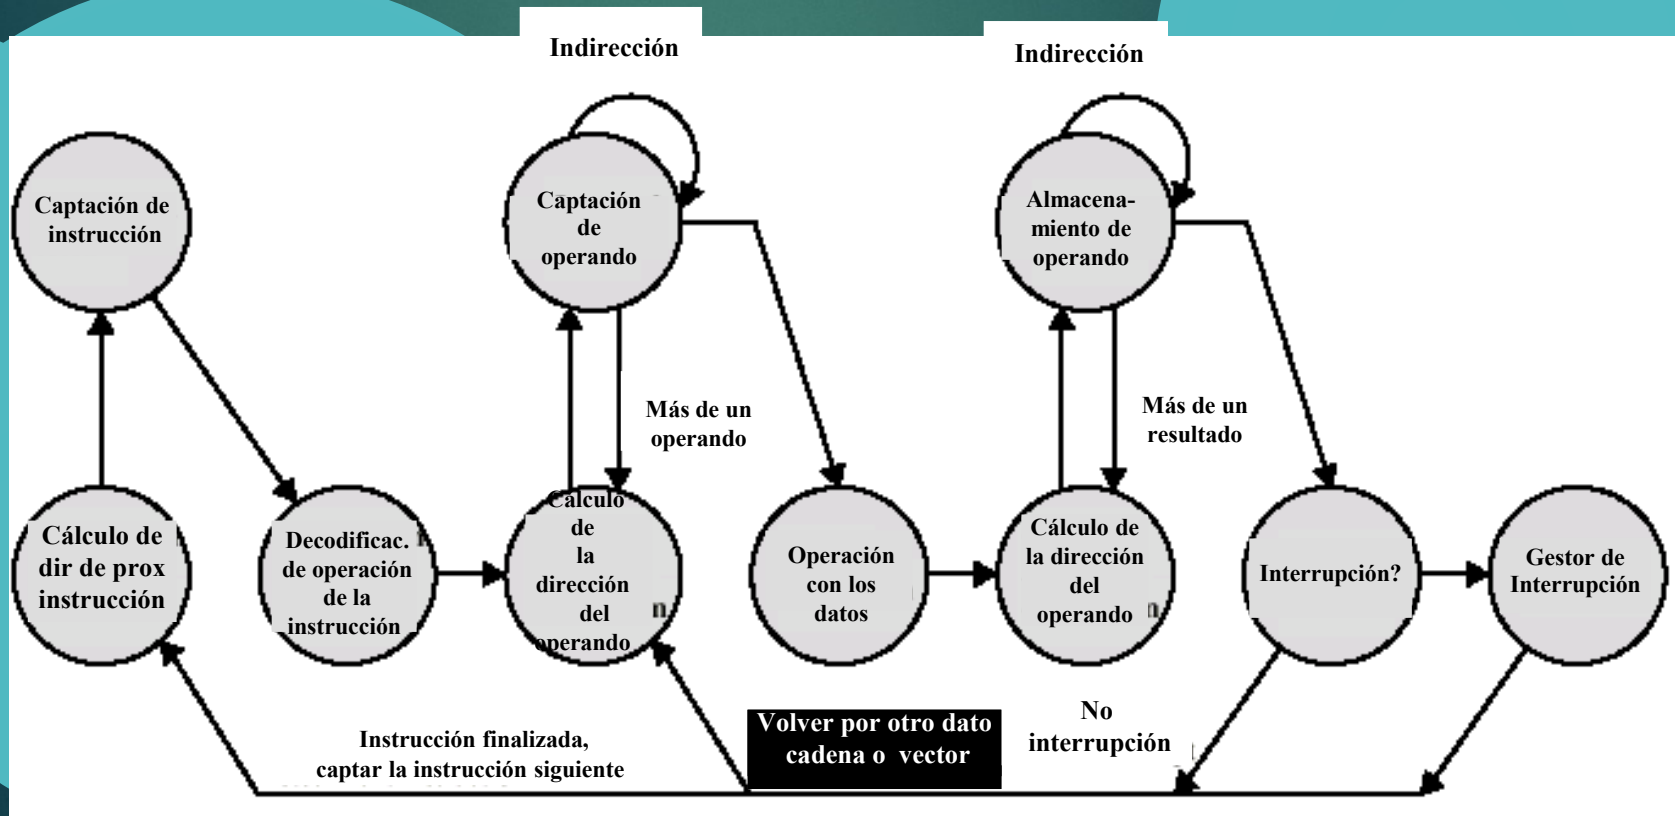 Indirección
Indirección
Captación de
instrucción
Captación
de
operando
Almacena-
miento de
operando
Más de un
operando
Más de un
resultado
Cálculo de
dir de prox
instrucción
Decodificac.
de operación
de la
instrucción
Cálculo
de
la
dirección
del
operando
Operación
con los
datos
Cálculo de
la dirección
del
operando
Interrupción?
Gestor de
Interrupción
Instrucción finalizada,
captar la instrucción siguiente
Volver por otro dato
cadena o vector
No
interrupción